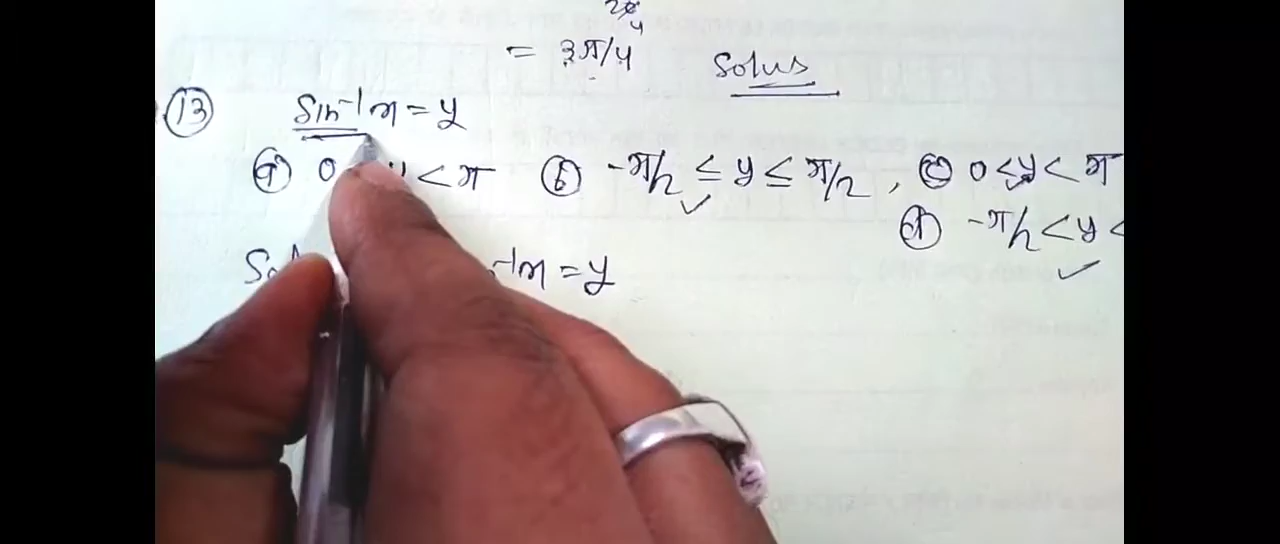 = 3π/4
Solus
(13) Sin⁻¹x = y
(a) 0 y < π (b) -π/2 ≤ y ≤ π/2 , (c) 0 < y < π
(d) -π/2 < y <
x = y